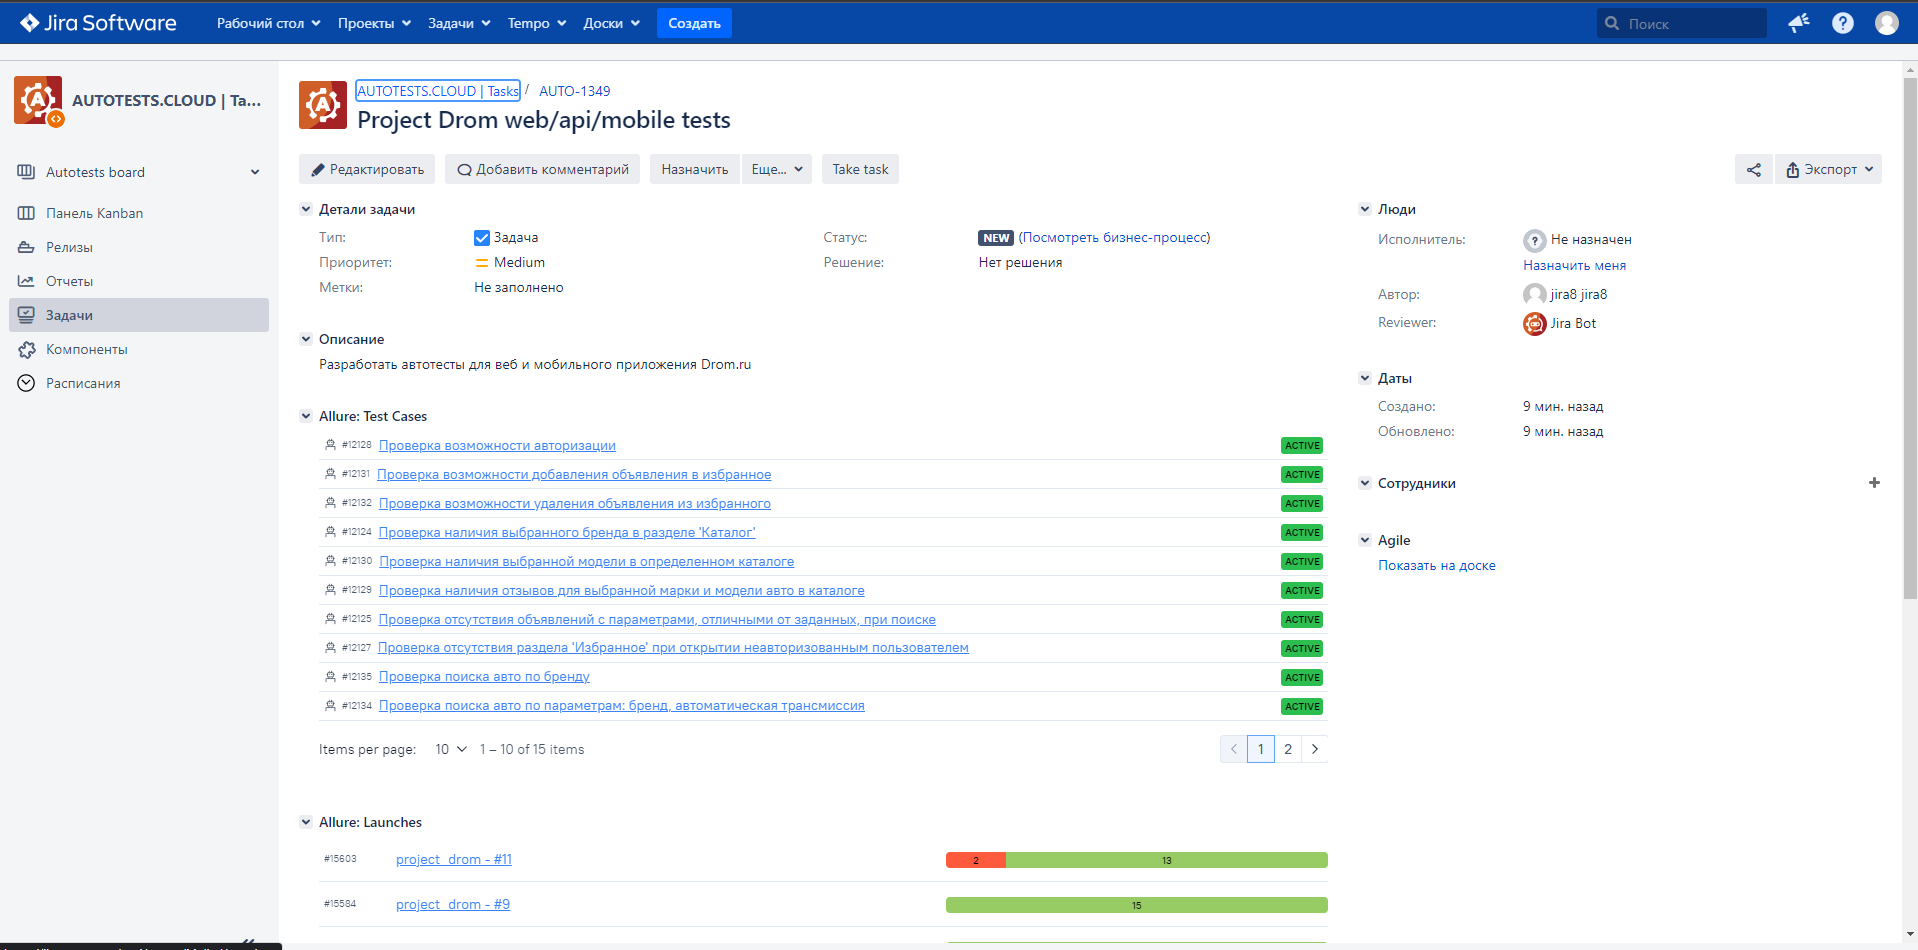 Jira Software
Рабочий стол
Проекты
Задачи
Tempo
Доски
Создать
Поиск
AUTOTESTS.CLOUD | Ta...
Autotests board
Панель Kanban
Релизы
Отчеты
Задачи
Компоненты
Расписания
AUTOTESTS.CLOUD | Tasks / AUTO-1349
Project Drom web/api/mobile tests
Редактировать
Добавить комментарий
Назначить
Еще...
Take task
Экспорт
Детали задачи
Тип: Задача
Статус: NEW (Посмотреть бизнес-процесс)
Приоритет: Medium
Решение: Нет решения
Метки: Не заполнено
Описание
Разработать автотесты для веб и мобильного приложения Drom.ru
Allure: Test Cases
#12128 Проверка возможности авторизации ACTIVE
#12131 Проверка возможности добавления объявления в избранное ACTIVE
#12132 Проверка возможности удаления объявления из избранного ACTIVE
#12124 Проверка наличия выбранного бренда в разделе 'Каталог' ACTIVE
#12130 Проверка наличия выбранной модели в определенном каталоге ACTIVE
#12129 Проверка наличия отзывов для выбранной марки и модели авто в каталоге ACTIVE
#12125 Проверка отсутствия объявлений с параметрами, отличными от заданных, при поиске ACTIVE
#12127 Проверка отсутствия раздела 'Избранное' при открытии неавторизованным пользователем ACTIVE
#12135 Проверка поиска авто по бренду ACTIVE
#12134 Проверка поиска авто по параметрам: бренд, автоматическая трансмиссия ACTIVE
Items per page: 10 1 – 10 of 15 items
1 2
Allure: Launches
#15603 project_drom - #11 2 13
#15584 project_drom - #9 15
Люди
Исполнитель: Не назначен
Назначить меня
Автор: jira8 jira8
Reviewer: Jira Bot
Даты
Создано: 9 мин. назад
Обновлено: 9 мин. назад
Сотрудники
Agile
Показать на доске